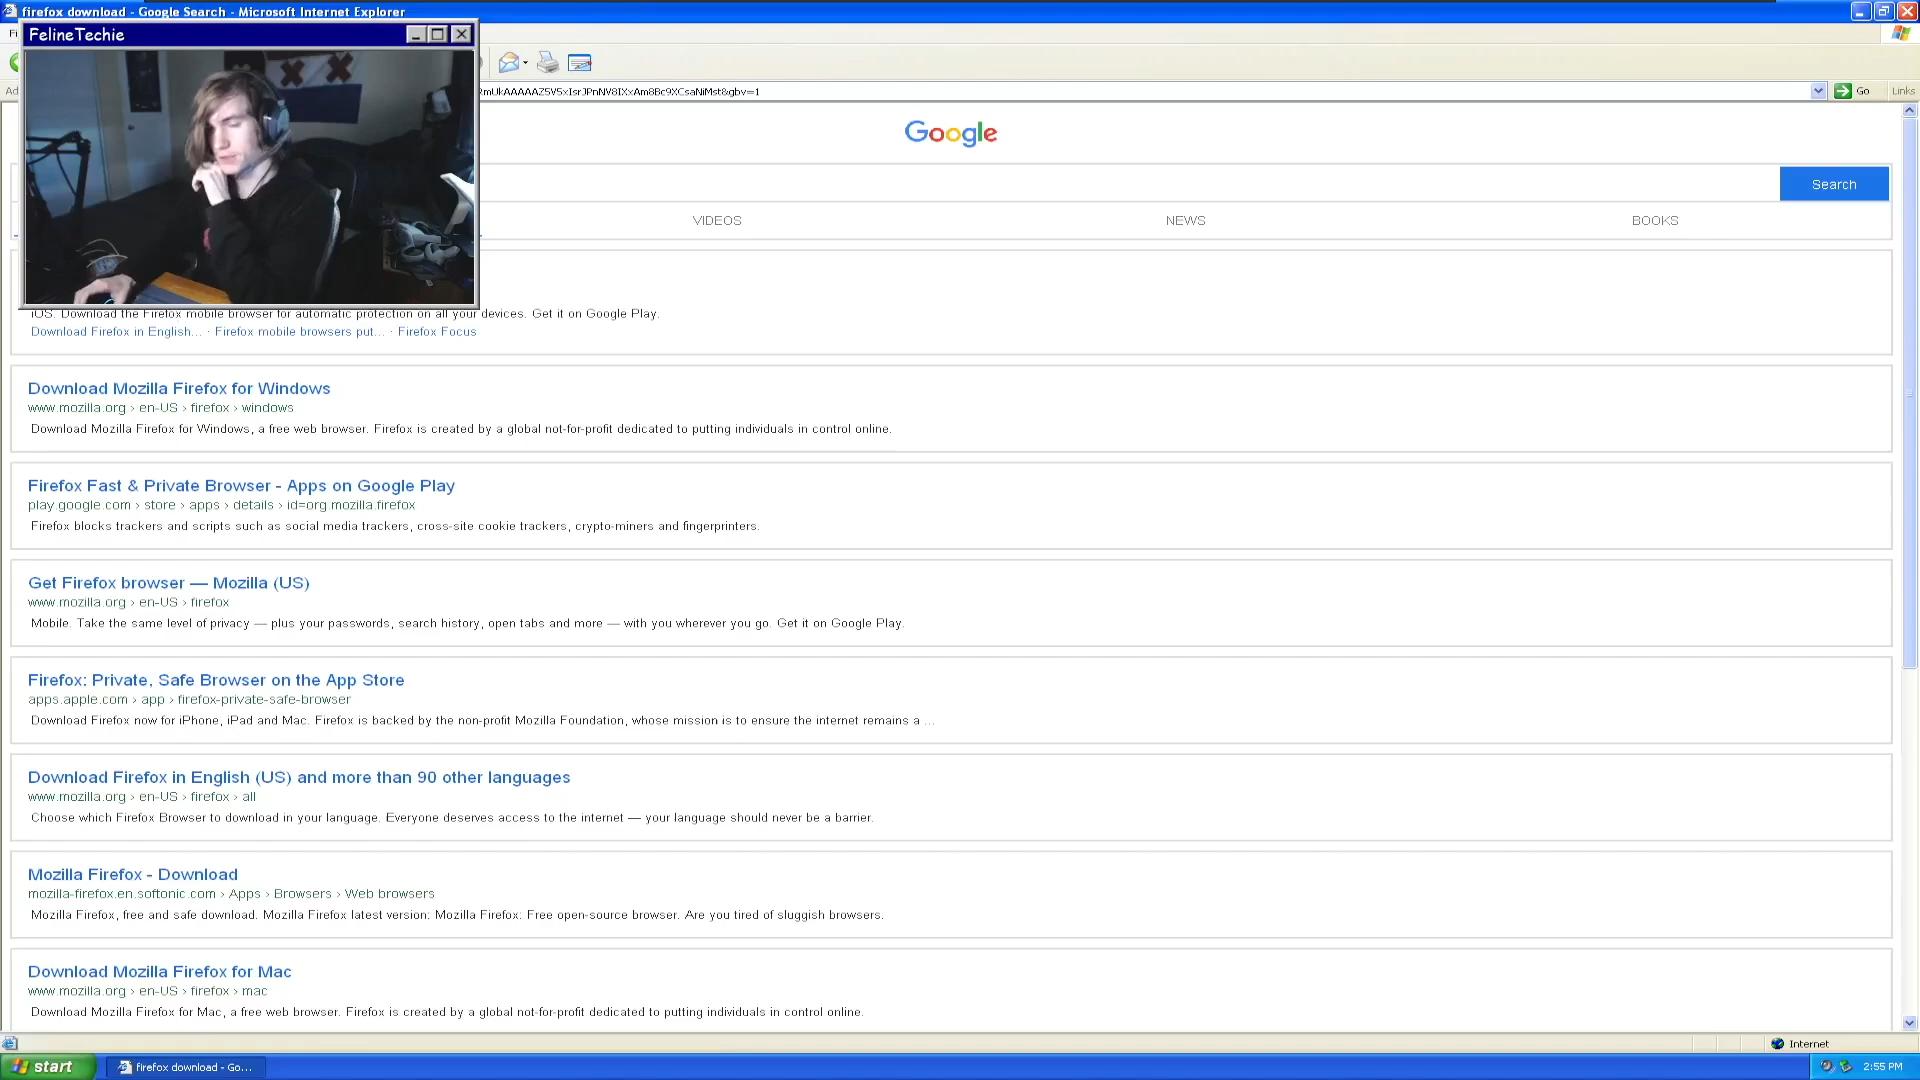 firefox download - Google Search - Microsoft Internet Explorer
FelineTechie
Go
Links
Google
Search
VIDEOS
NEWS
BOOKS
iOS. Download the Firefox mobile browser for automatic protection on all your devices. Get it on Google Play.
Download Firefox in English... · Firefox mobile browsers put... · Firefox Focus
Download Mozilla Firefox for Windows
www.mozilla.org › en-US › firefox › windows
Download Mozilla Firefox for Windows, a free web browser. Firefox is created by a global not-for-profit dedicated to putting individuals in control online.
Firefox Fast & Private Browser - Apps on Google Play
play.google.com › store › apps › details › id=org.mozilla.firefox
Firefox blocks trackers and scripts such as social media trackers, cross-site cookie trackers, crypto-miners and fingerprinters.
Get Firefox browser — Mozilla (US)
www.mozilla.org › en-US › firefox
Mobile. Take the same level of privacy — plus your passwords, search history, open tabs and more — with you wherever you go. Get it on Google Play.
Firefox: Private, Safe Browser on the App Store
apps.apple.com › app › firefox-private-safe-browser
Download Firefox now for iPhone, iPad and Mac. Firefox is backed by the non-profit Mozilla Foundation, whose mission is to ensure the internet remains a ...
Download Firefox in English (US) and more than 90 other languages
www.mozilla.org › en-US › firefox › all
Choose which Firefox Browser to download in your language. Everyone deserves access to the internet — your language should never be a barrier.
Mozilla Firefox - Download
mozilla-firefox.en.softonic.com › Apps › Browsers › Web browsers
Mozilla Firefox, free and safe download. Mozilla Firefox latest version: Mozilla Firefox: Free open-source browser. Are you tired of sluggish browsers.
Download Mozilla Firefox for Mac
www.mozilla.org › en-US › firefox › mac
Download Mozilla Firefox for Mac, a free web browser. Firefox is created by a global not-for-profit dedicated to putting individuals in control online.
Internet
start
firefox download - Go...
2:55 PM